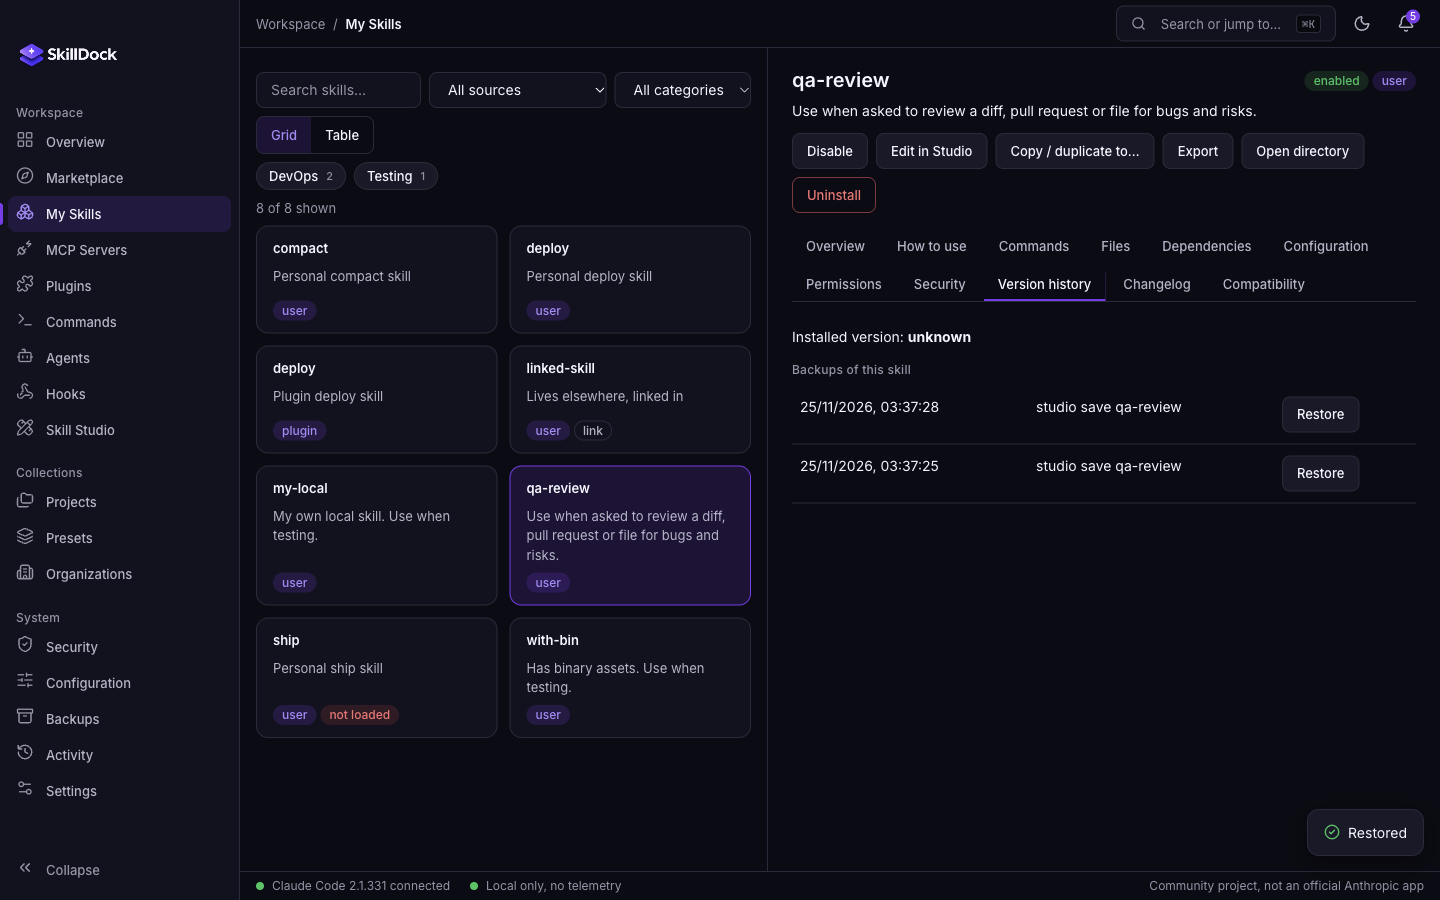 SkillDock
Workspace
Overview
Marketplace
My Skills
MCP Servers
Plugins
Commands
Agents
Hooks
Skill Studio
Collections
Projects
Presets
Organizations
System
Security
Configuration
Backups
Activity
Settings
Collapse
Workspace / My Skills
Search or jump to... ⌘K
5
Search skills...
All sources
All categories
Grid
Table
DevOps 2
Testing 1
8 of 8 shown
compact
Personal compact skill
user
deploy
Personal deploy skill
user
deploy
Plugin deploy skill
plugin
linked-skill
Lives elsewhere, linked in
user link
my-local
My own local skill. Use when
testing.
user
qa-review
Use when asked to review a diff,
pull request or file for bugs and
risks.
user
ship
Personal ship skill
user not loaded
with-bin
Has binary assets. Use when
testing.
user
qa-review
enabled user
Use when asked to review a diff, pull request or file for bugs and risks.
Disable
Edit in Studio
Copy / duplicate to...
Export
Open directory
Uninstall
Overview How to use Commands Files Dependencies Configuration
Permissions Security Version history Changelog Compatibility
Installed version: unknown
Backups of this skill
25/11/2026, 03:37:28 studio save qa-review Restore
25/11/2026, 03:37:25 studio save qa-review Restore
Restored
Claude Code 2.1.331 connected
Local only, no telemetry
Community project, not an official Anthropic app